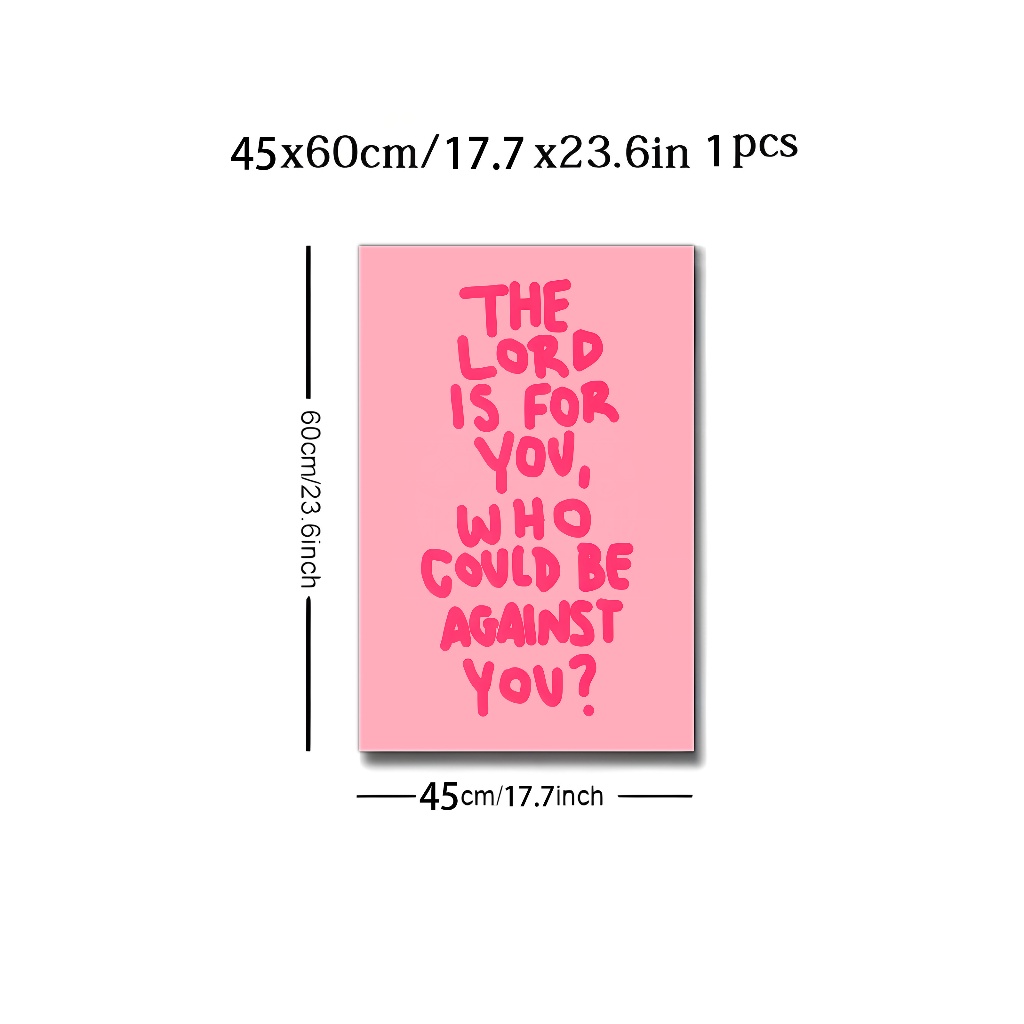 45x60cm/17.7 x23.6in 1pcs
THE
LORD
IS FOR
YOU,
WHO
COULD BE
AGAINST
YOU?
60cm/23.6inch
45cm/17.7inch